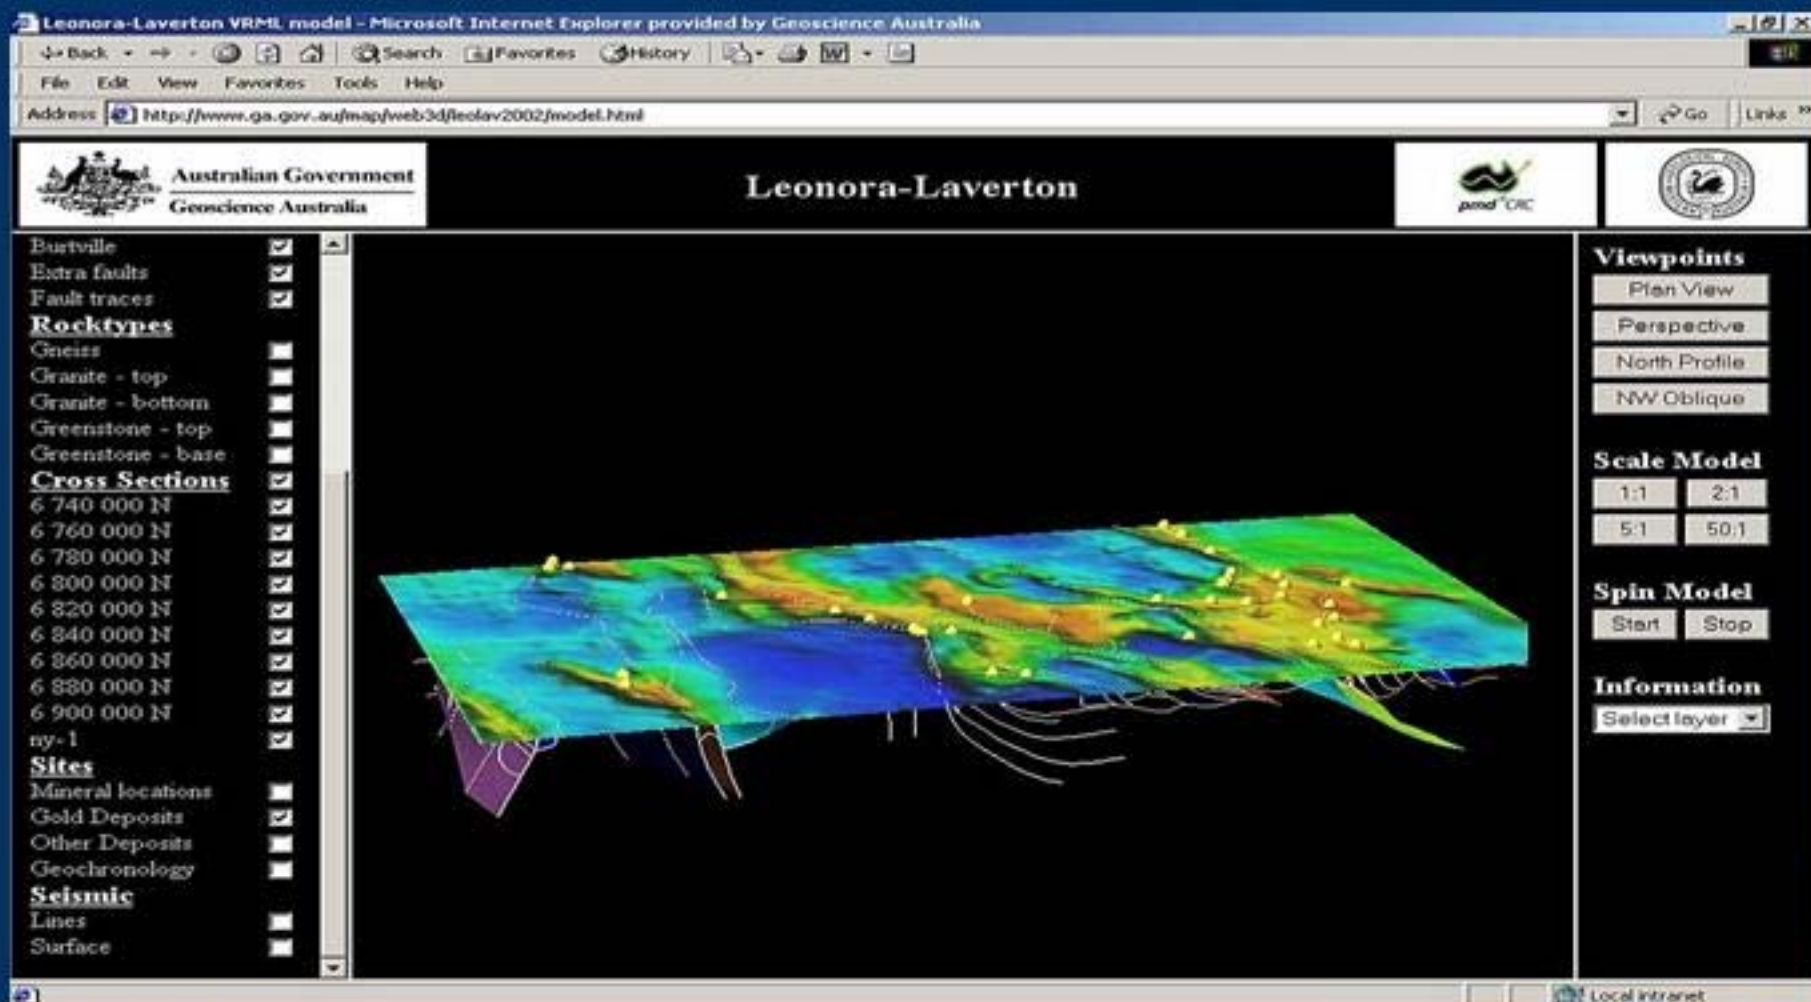 Leonora-Laverton VRML model - Microsoft Internet Explorer provided by Geoscience Australia
Back Search Favorites History
File Edit View Favorites Tools Help
Address http://www.ga.gov.au/map/web3d/leolav2002/model.html Go Links »
Australian Government
Geoscience Australia
Leonora-Laverton
pmd*CRC
Burtville
Extra faults
Fault traces
Rocktypes
Gneiss
Granite - top
Granite - bottom
Greenstone - top
Greenstone - base
Cross Sections
6 740 000 N
6 760 000 N
6 780 000 N
6 800 000 N
6 820 000 N
6 840 000 N
6 860 000 N
6 880 000 N
6 900 000 N
ny-1
Sites
Mineral locations
Gold Deposits
Other Deposits
Geochronology
Seismic
Lines
Surface
Viewpoints
Plan View
Perspective
North Profile
NW Oblique
Scale Model
1:1 2:1
5:1 50:1
Spin Model
Start Stop
Information
Select layer
Local intranet